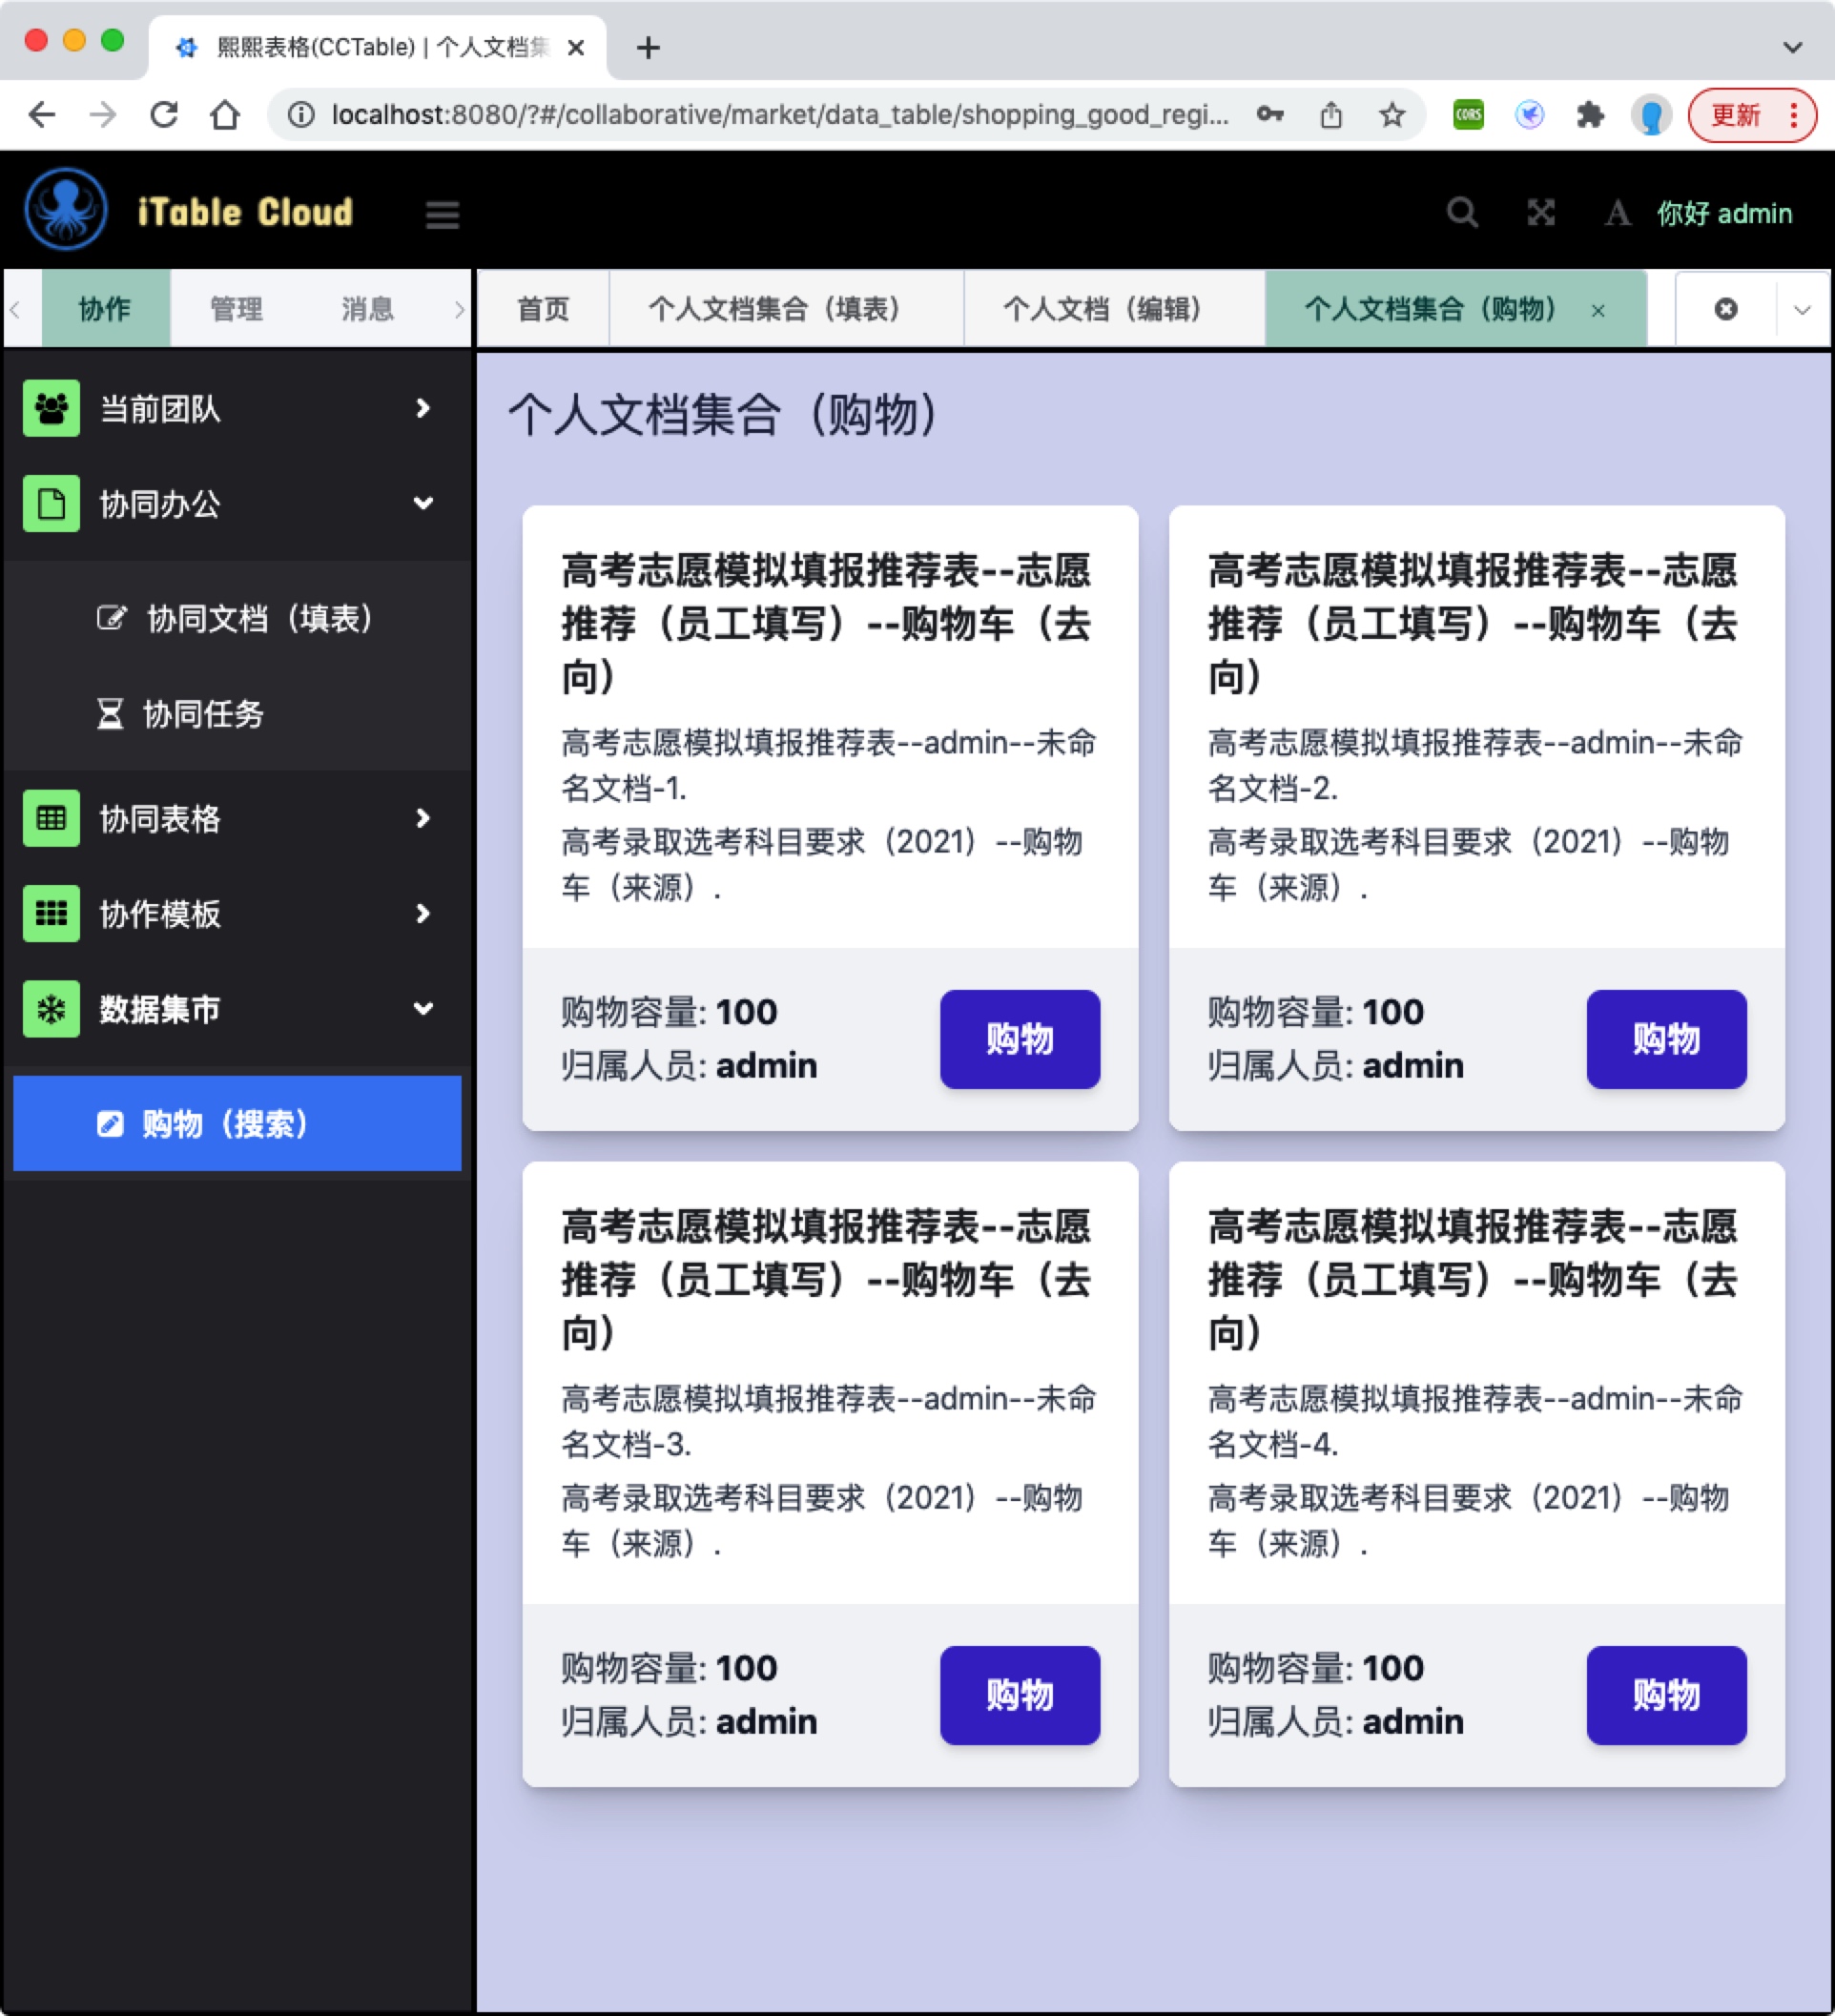 熙熙表格(CCTable) | 个人文档集
localhost:8080/?#/collaborative/market/data_table/shopping_good_regi...
CORS
更新
iTable Cloud
A
你好 admin
协作
管理
消息
首页
个人文档集合（填表）
个人文档（编辑）
个人文档集合（购物）
当前团队
协同办公
协同文档（填表）
协同任务
协同表格
协作模板
数据集市
购物（搜索）
个人文档集合（购物）
高考志愿模拟填报推荐表--志愿
推荐（员工填写）--购物车（去
向）
高考志愿模拟填报推荐表--admin--未命
名文档-1.
高考录取选考科目要求（2021）--购物
车（来源）.
购物容量: 100
归属人员: admin
购物
高考志愿模拟填报推荐表--志愿
推荐（员工填写）--购物车（去
向）
高考志愿模拟填报推荐表--admin--未命
名文档-2.
高考录取选考科目要求（2021）--购物
车（来源）.
购物容量: 100
归属人员: admin
购物
高考志愿模拟填报推荐表--志愿
推荐（员工填写）--购物车（去
向）
高考志愿模拟填报推荐表--admin--未命
名文档-3.
高考录取选考科目要求（2021）--购物
车（来源）.
购物容量: 100
归属人员: admin
购物
高考志愿模拟填报推荐表--志愿
推荐（员工填写）--购物车（去
向）
高考志愿模拟填报推荐表--admin--未命
名文档-4.
高考录取选考科目要求（2021）--购物
车（来源）.
购物容量: 100
归属人员: admin
购物